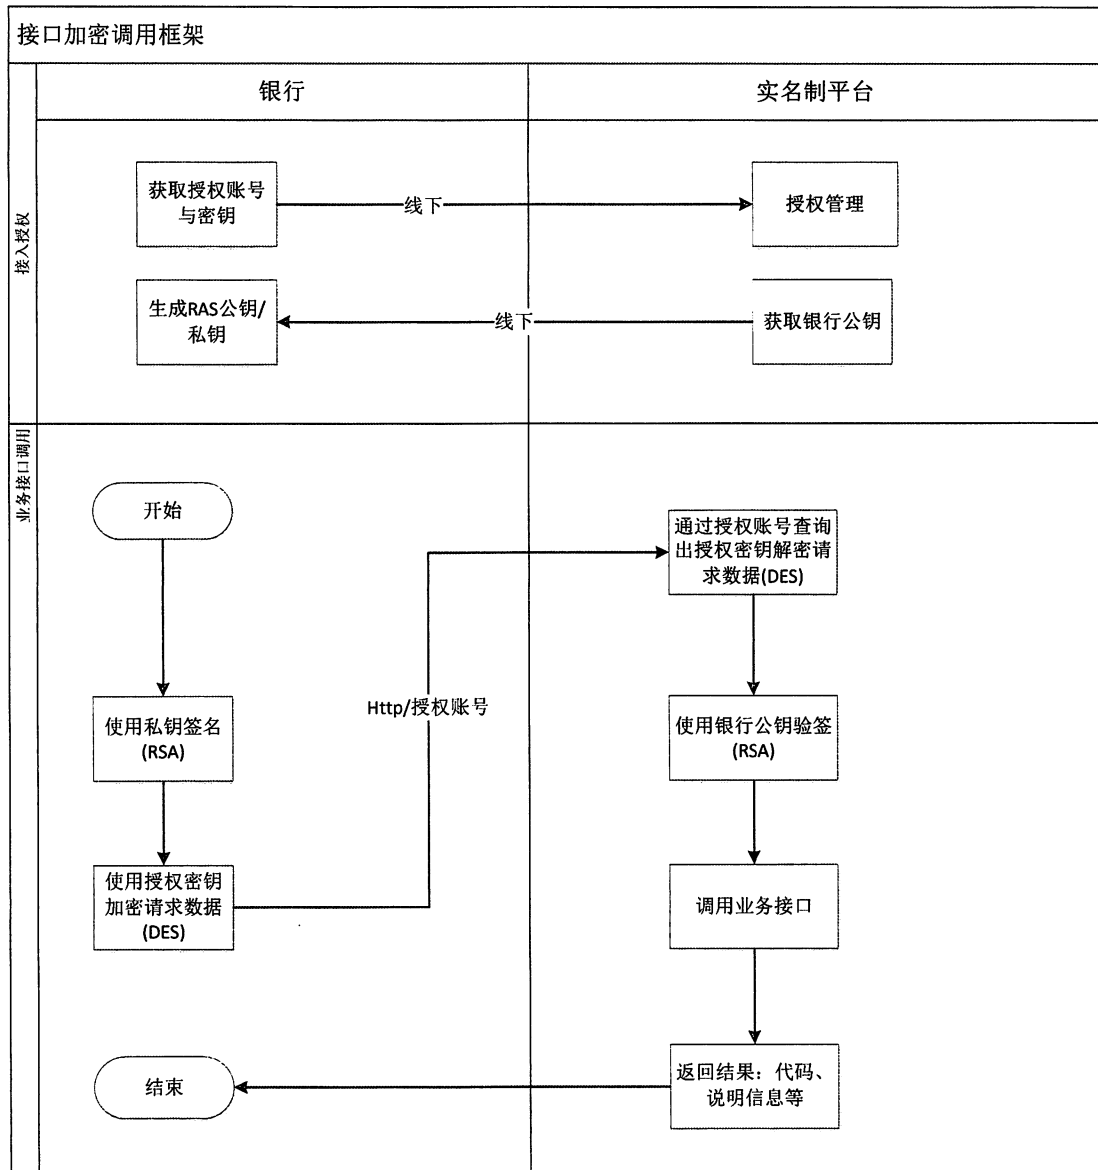 接口加密调用框架
银行
实名制平台
接入授权
获取授权账号
与密钥
线下
授权管理
生成RAS公钥/
私钥
线下
获取银行公钥
业务接口调用
开始
通过授权账号查询
出授权密钥解密请
求数据(DES)
Http/授权账号
使用私钥签名
(RSA)
使用银行公钥验签
(RSA)
使用授权密钥
加密请求数据
(DES)
调用业务接口
结束
返回结果：代码、
说明信息等